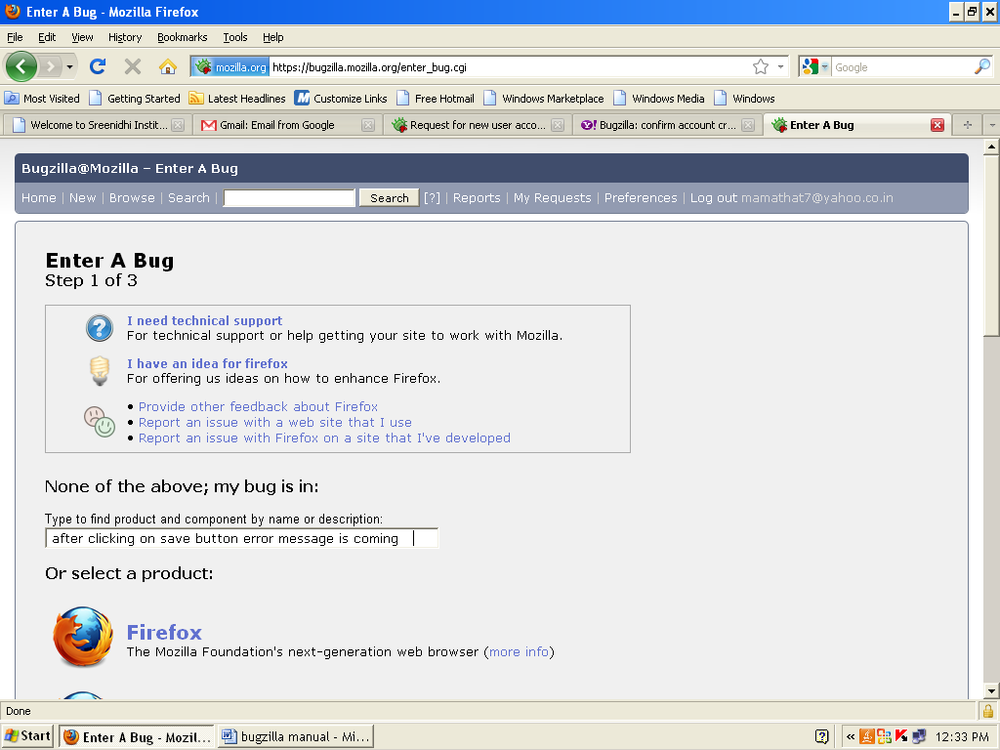 Enter A Bug - Mozilla Firefox
File Edit View History Bookmarks Tools Help
mozilla.org https://bugzilla.mozilla.org/enter_bug.cgi Google
Most Visited Getting Started Latest Headlines Customize Links Free Hotmail Windows Marketplace Windows Media Windows
Welcome to Sreenidhi Instit... Gmail: Email from Google Request for new user acco... Bugzilla: confirm account cr... Enter A Bug
Bugzilla@Mozilla – Enter A Bug
Home | New | Browse | Search | Search [?] | Reports | My Requests | Preferences | Log out mamathat7@yahoo.co.in
Enter A Bug
Step 1 of 3
I need technical support
For technical support or help getting your site to work with Mozilla.
I have an idea for firefox
For offering us ideas on how to enhance Firefox.
• Provide other feedback about Firefox
• Report an issue with a web site that I use
• Report an issue with Firefox on a site that I've developed
None of the above; my bug is in:
Type to find product and component by name or description:
after clicking on save button error message is coming
Or select a product:
Firefox
The Mozilla Foundation's next-generation web browser (more info)
Done
Start Enter A Bug - Mozil... bugzilla manual - Mi... « 12:33 PM